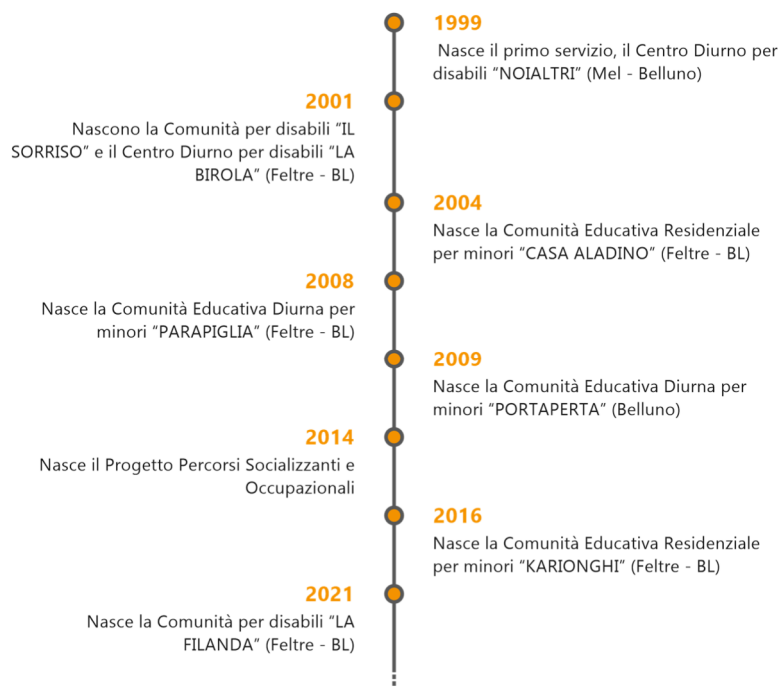 1999
Nasce il primo servizio, il Centro Diurno per
disabili “NOIALTRI” (Mel - Belluno)
2001
Nascono la Comunità per disabili “IL
SORRISO” e il Centro Diurno per disabili “LA
BIROLA” (Feltre - BL)
2004
Nasce la Comunità Educativa Residenziale
per minori “CASA ALADINO” (Feltre - BL)
2008
Nasce la Comunità Educativa Diurna per
minori “PARAPIGLIA” (Feltre - BL)
2009
Nasce la Comunità Educativa Diurna per
minori “PORTAPERTA” (Belluno)
2014
Nasce il Progetto Percorsi Socializzanti e
Occupazionali
2016
Nasce la Comunità Educativa Residenziale
per minori “KARIONGHI” (Feltre - BL)
2021
Nasce la Comunità per disabili “LA
FILANDA” (Feltre - BL)